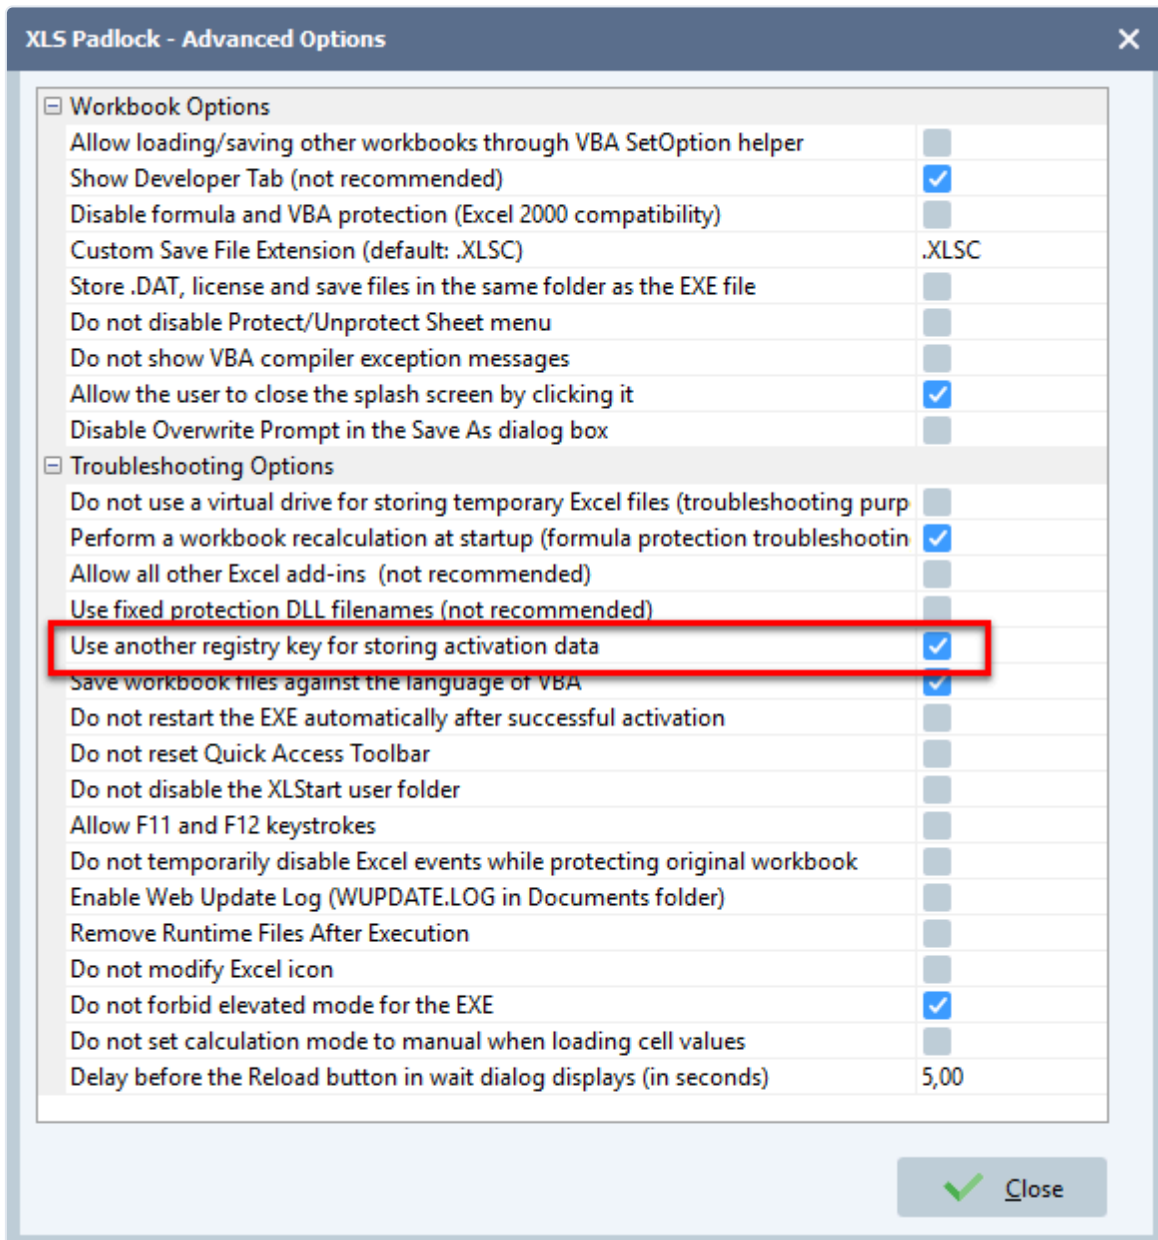 XLS Padlock - Advanced Options
Workbook Options
Allow loading/saving other workbooks through VBA SetOption helper
Show Developer Tab (not recommended)
Disable formula and VBA protection (Excel 2000 compatibility)
Custom Save File Extension (default: .XLSC) .XLSC
Store .DAT, license and save files in the same folder as the EXE file
Do not disable Protect/Unprotect Sheet menu
Do not show VBA compiler exception messages
Allow the user to close the splash screen by clicking it
Disable Overwrite Prompt in the Save As dialog box
Troubleshooting Options
Do not use a virtual drive for storing temporary Excel files (troubleshooting purp
Perform a workbook recalculation at startup (formula protection troubleshootin
Allow all other Excel add-ins (not recommended)
Use fixed protection DLL filenames (not recommended)
Use another registry key for storing activation data
Save workbook files against the language of VBA
Do not restart the EXE automatically after successful activation
Do not reset Quick Access Toolbar
Do not disable the XLStart user folder
Allow F11 and F12 keystrokes
Do not temporarily disable Excel events while protecting original workbook
Enable Web Update Log (WUPDATE.LOG in Documents folder)
Remove Runtime Files After Execution
Do not modify Excel icon
Do not forbid elevated mode for the EXE
Do not set calculation mode to manual when loading cell values
Delay before the Reload button in wait dialog displays (in seconds) 5,00
Close